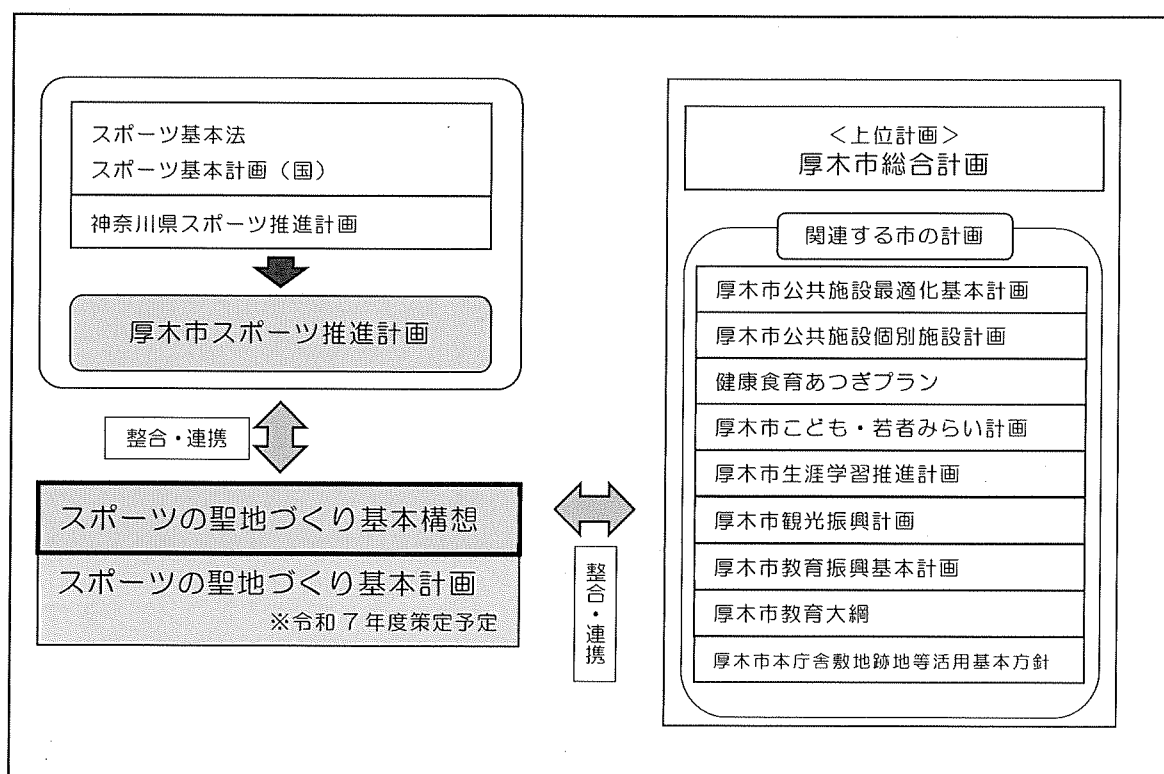 スポーツ基本法
スポーツ基本計画（国）
神奈川県スポーツ推進計画
厚木市スポーツ推進計画
整合・連携
スポーツの聖地づくり基本構想
スポーツの聖地づくり基本計画
※令和７年度策定予定
整合・連携
＜上位計画＞
厚木市総合計画
関連する市の計画
厚木市公共施設最適化基本計画
厚木市公共施設個別施設計画
健康食育あつぎプラン
厚木市こども・若者みらい計画
厚木市生涯学習推進計画
厚木市観光振興計画
厚木市教育振興基本計画
厚木市教育大綱
厚木市本庁舎敷地跡地等活用基本方針